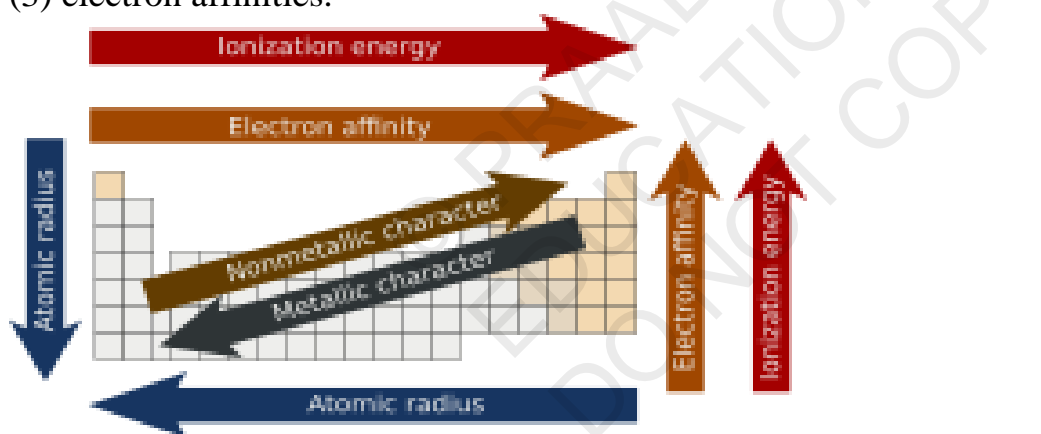 (3) electron affinities.
Ionization energy
Electron affinity
Atomic radius
Nonmetallic character
Metallic character
Electron affinity
Ionization energy
Atomic radius